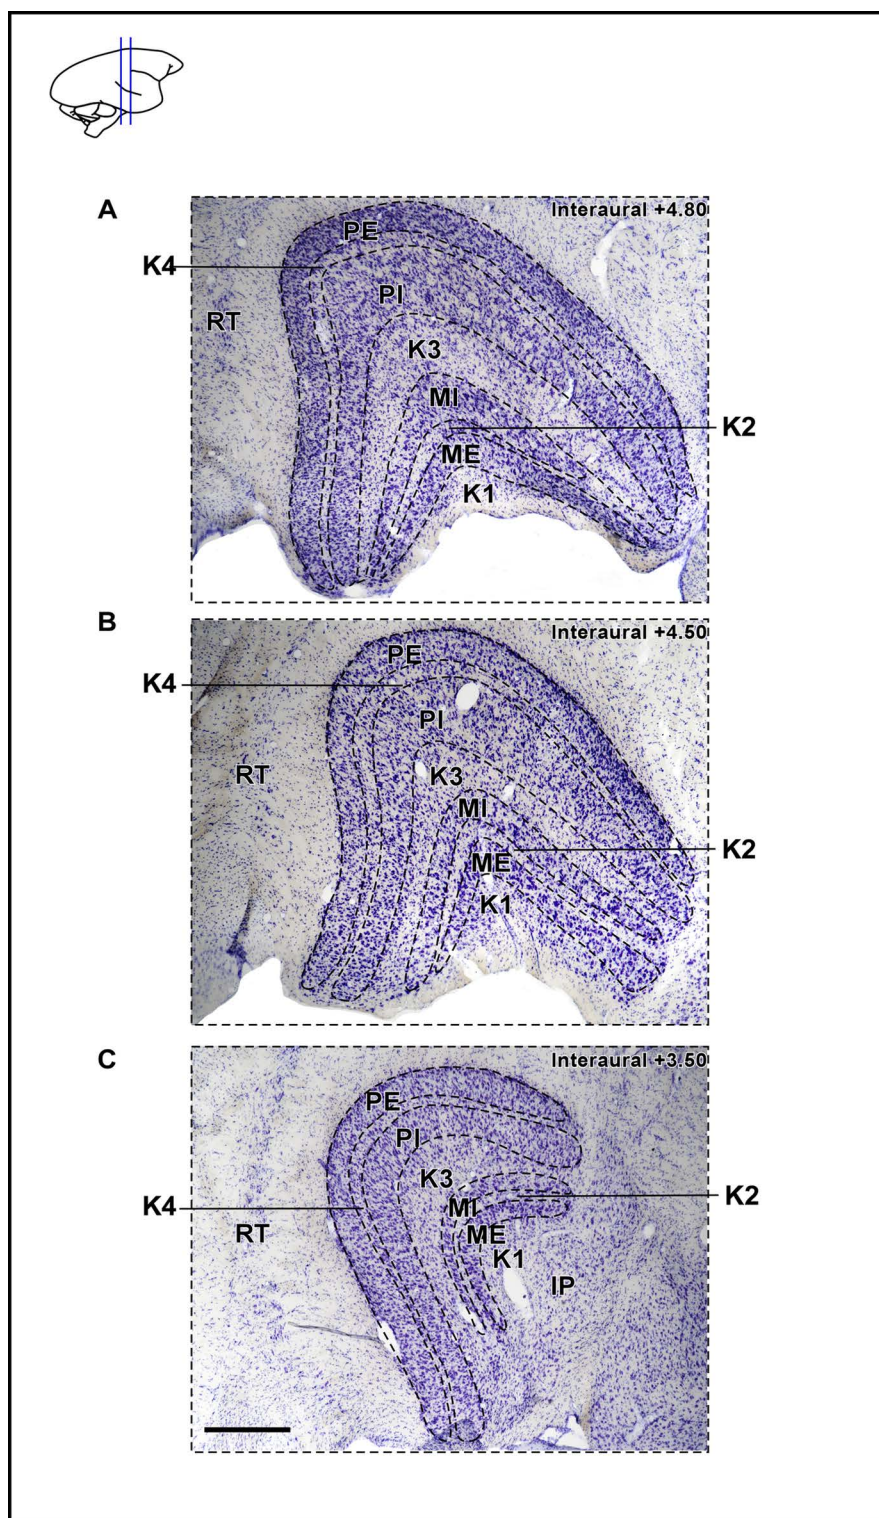 A
Interaural +4.80
PE
K4
PI
RT
K3
MI
K2
ME
K1
B
Interaural +4.50
PE
K4
PI
RT
K3
MI
K2
ME
K1
C
Interaural +3.50
PE
PI
K3
K2
K4
MI
RT
ME
K1
IP